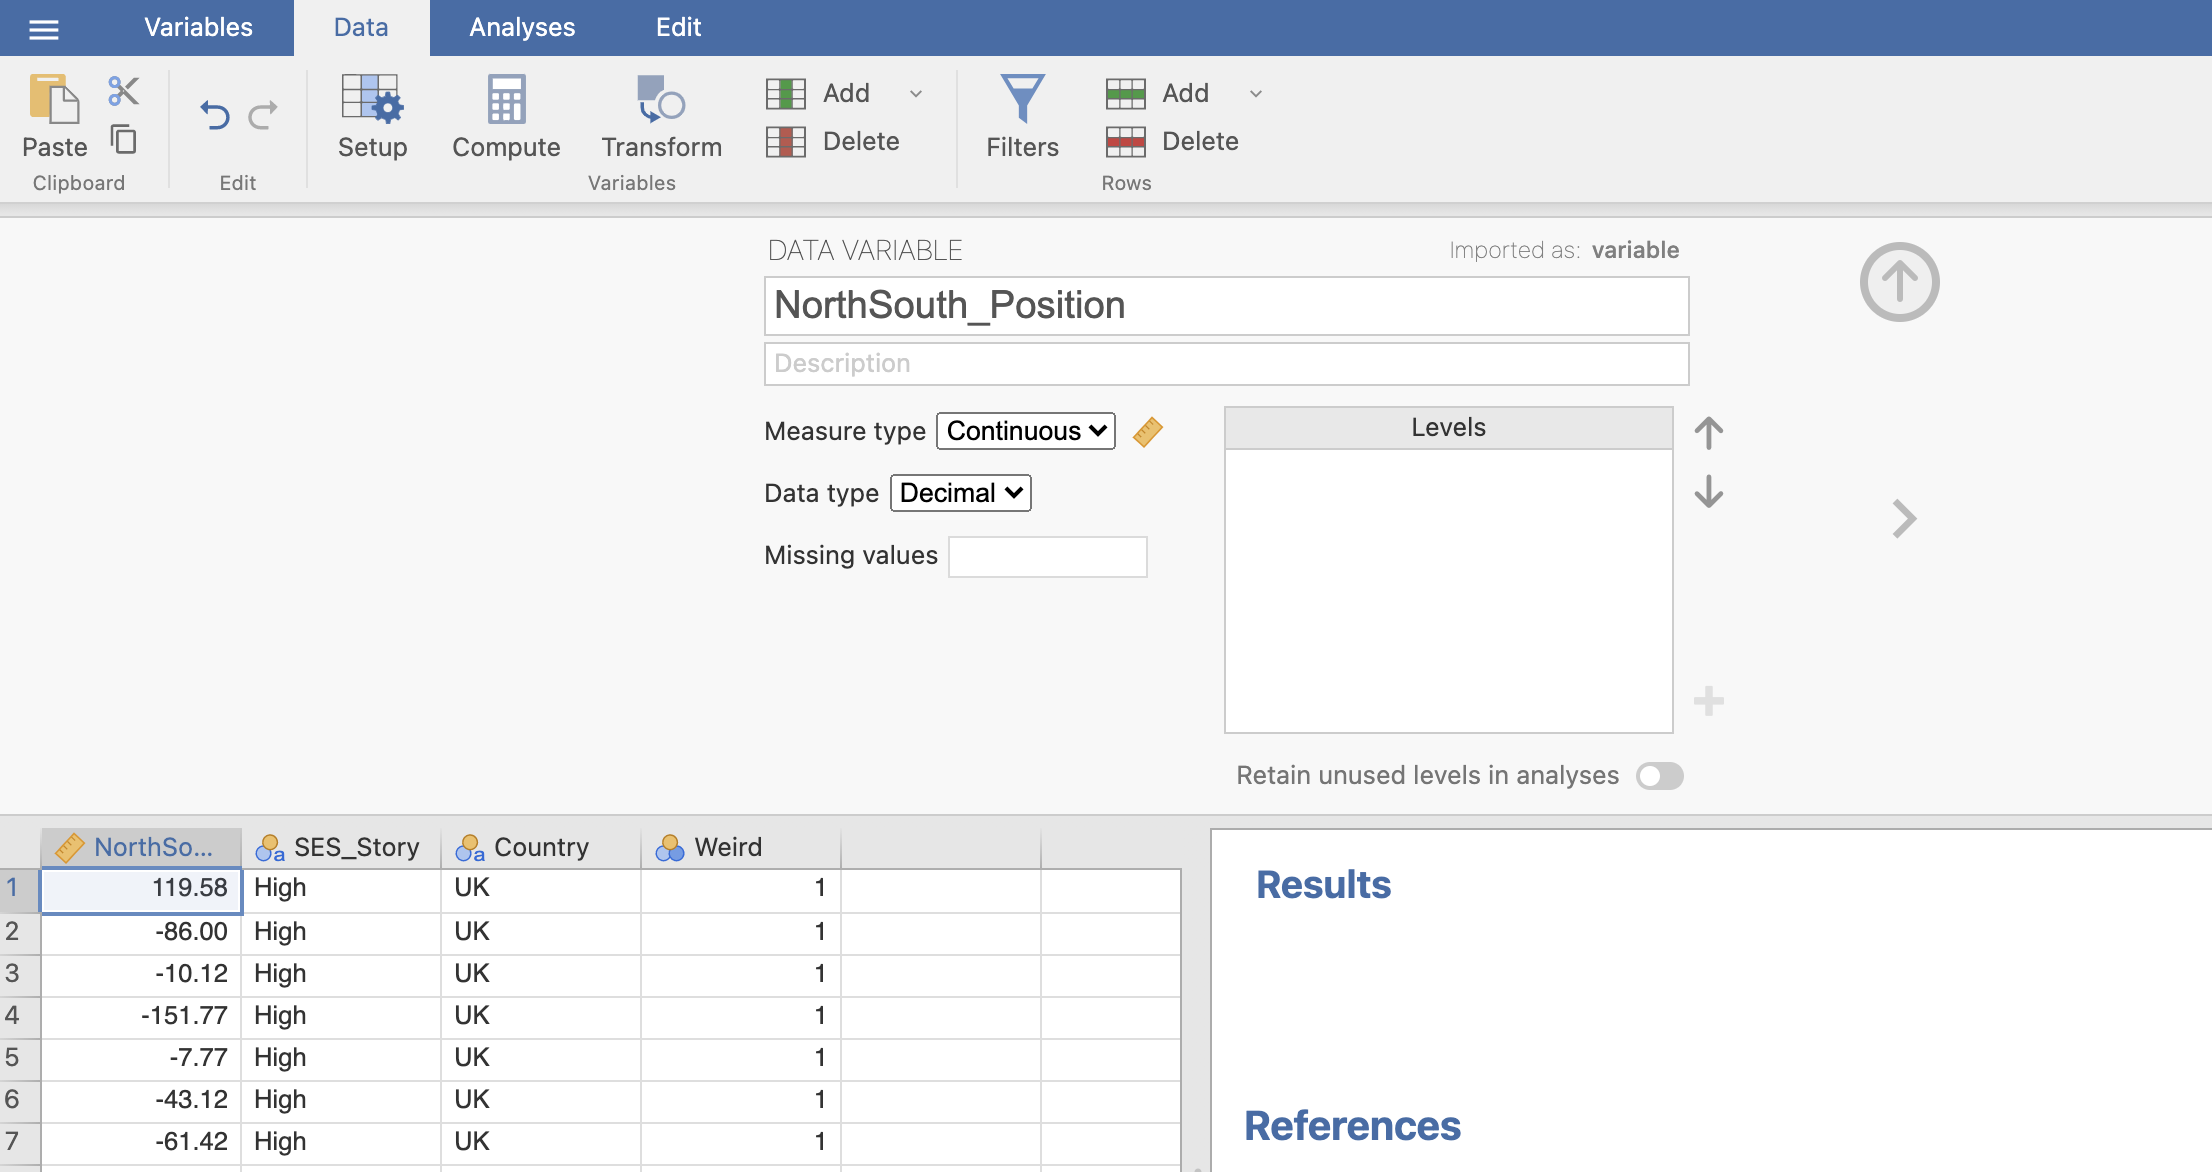 Variables Data Analyses Edit
Paste Setup Compute Transform Add Delete Filters Add Delete
Clipboard Edit Variables Rows
DATA VARIABLE Imported as: variable
NorthSouth_Position
Description
Measure type Continuous Levels
Data type Decimal
Missing values
Retain unused levels in analyses
NorthSo... a SES_Story a Country Weird
1 119.58 High UK 1
2 -86.00 High UK 1
3 -10.12 High UK 1
4 -151.77 High UK 1
5 -7.77 High UK 1
6 -43.12 High UK 1
7 -61.42 High UK 1
Results
References